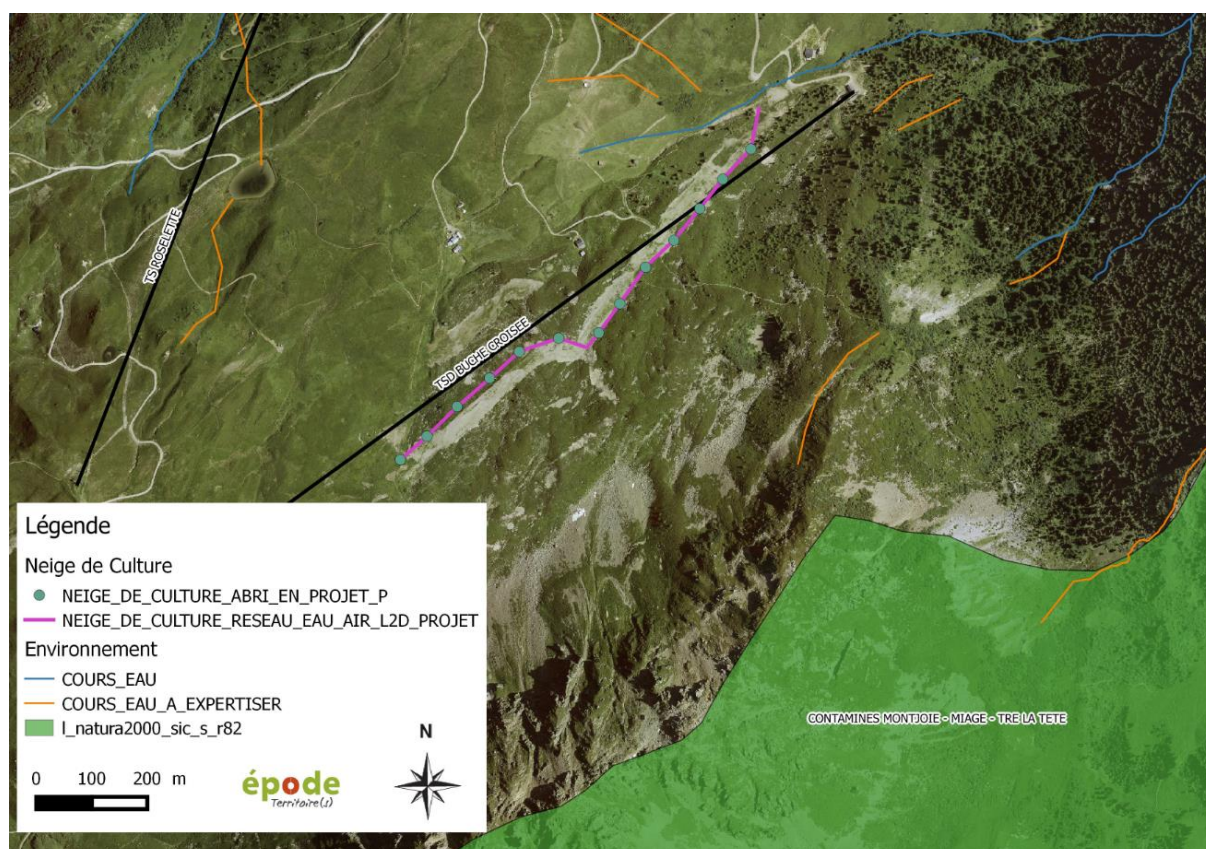 TS ROSELETTE
TSD BUCHE CROISEE
CONTAMINES MONTJOIE - MIAGE - TRE LA TETE
Légende
Neige de Culture
NEIGE_DE_CULTURE_ABRI_EN_PROJET_P
NEIGE_DE_CULTURE_RESEAU_EAU_AIR_L2D_PROJET
Environnement
COURS_EAU
COURS_EAU_A_EXPERTISER
l_natura2000_sic_s_r82
0 100 200 m
épode
Territoire(s)
N